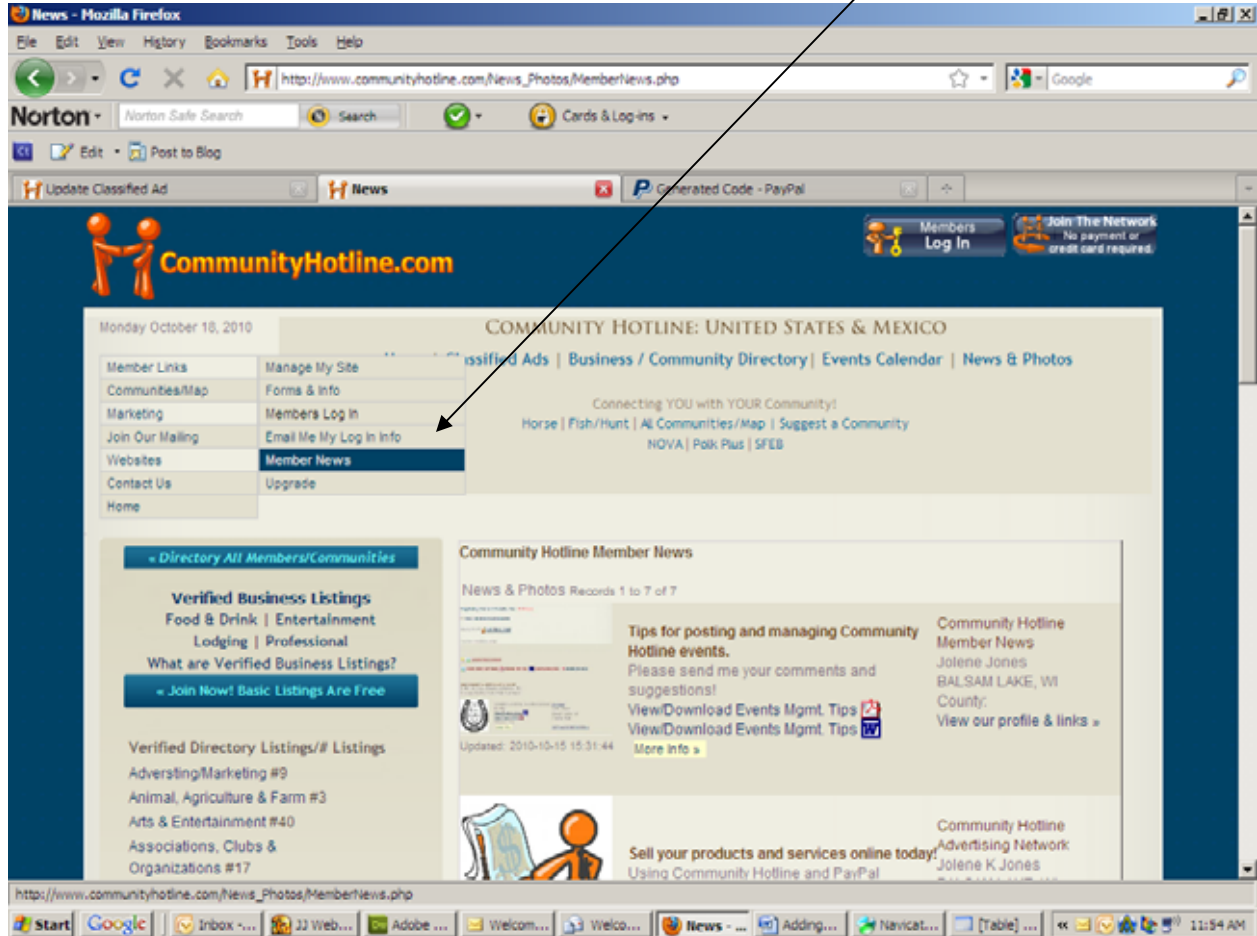 News - Mozilla Firefox
File Edit View History Bookmarks Tools Help
http://www.communityhotline.com/News_Photos/MemberNews.php
Google
Norton Norton Safe Search Search Cards & Log-ins
Edit Post to Blog
Update Classified Ad News Generated Code - PayPal
CommunityHotline.com
Members
Log In
Join The Network
No payment or
credit card required.
Monday October 18, 2010
COMMUNITY HOTLINE: UNITED STATES & MEXICO
Classified Ads | Business / Community Directory| Events Calendar | News & Photos
Connecting YOU with YOUR Community!
Horse | Fish/Hunt | All Communities/Map | Suggest a Community
NOVA | Polk Plus | SFEB
Member Links
Communities/Map
Marketing
Join Our Mailing
Websites
Contact Us
Home
Manage My Site
Forms & Info
Members Log In
Email Me My Log In Info
Member News
Upgrade
« Directory All Members/Communities
Verified Business Listings
Food & Drink | Entertainment
Lodging | Professional
What are Verified Business Listings?
« Join Now! Basic Listings Are Free
Verified Directory Listings/# Listings
Adversting/Marketing #9
Animal, Agriculture & Farm #3
Arts & Entertainment #40
Associations, Clubs &
Organizations #17
Community Hotline Member News
News & Photos Records 1 to 7 of 7
Updated: 2010-10-15 15:31:44
Tips for posting and managing Community
Hotline events.
Please send me your comments and
suggestions!
View/Download Events Mgmt. Tips
View/Download Events Mgmt. Tips
More Info »
Community Hotline
Member News
Jolene Jones
BALSAM LAKE, WI
County:
View our profile & links »
Sell your products and services online today!
Using Community Hotline and PayPal
Community Hotline
Advertising Network
Jolene K Jones
http://www.communityhotline.com/News_Photos/MemberNews.php
Start Google Inbox -... JJ Web... Adobe ... Welcom... Welco... News - ... Adding... Navicat... [Table] ... 11:54 AM